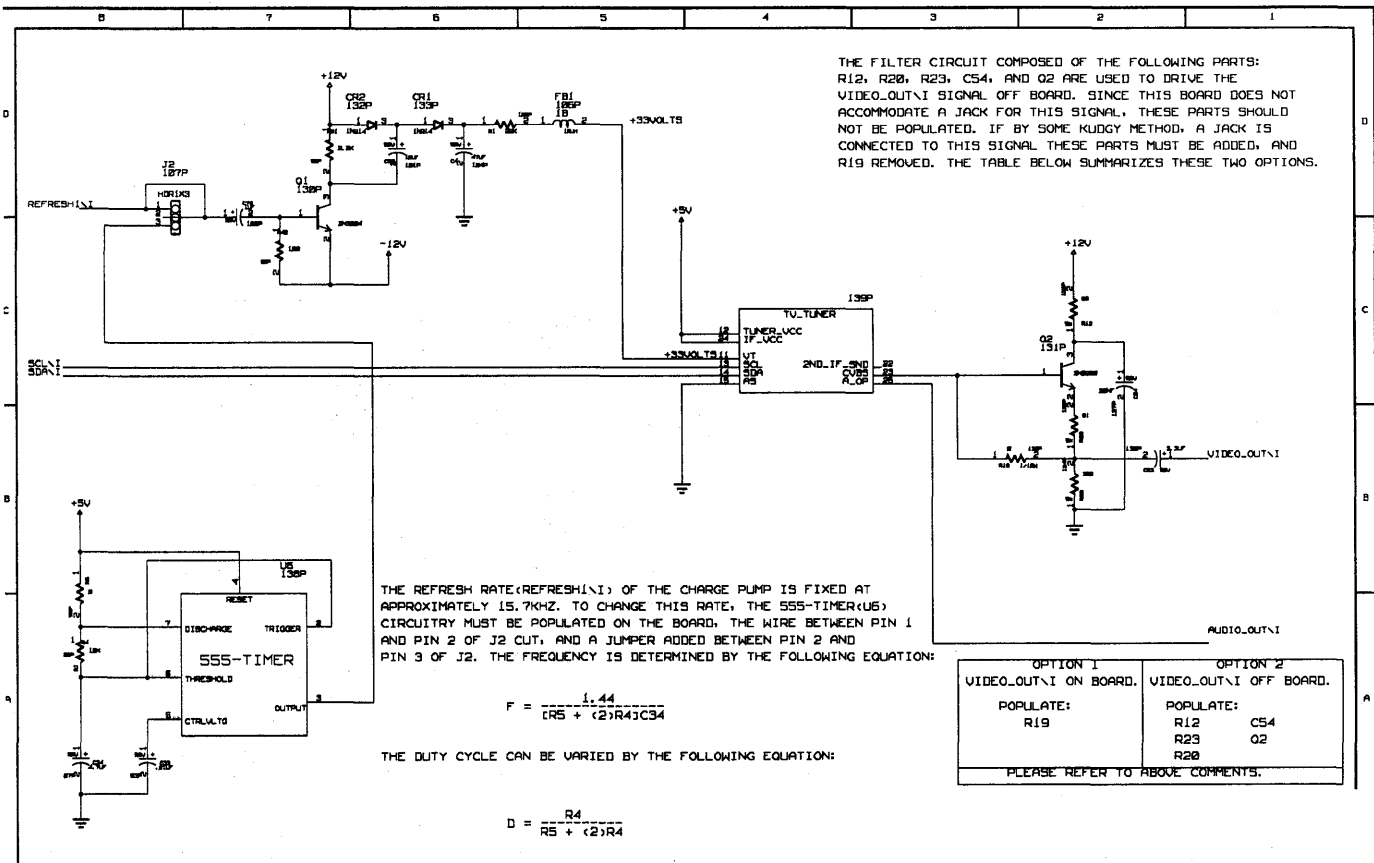 8 7 6 5 4 3 2 1
D
C
B
A
D
C
B
A
THE FILTER CIRCUIT COMPOSED OF THE FOLLOWING PARTS:
R12, R20, R23, C54, AND Q2 ARE USED TO DRIVE THE
VIDEO_OUT\I SIGNAL OFF BOARD. SINCE THIS BOARD DOES NOT
ACCOMMODATE A JACK FOR THIS SIGNAL, THESE PARTS SHOULD
NOT BE POPULATED. IF BY SOME KUDGY METHOD, A JACK IS
CONNECTED TO THIS SIGNAL THESE PARTS MUST BE ADDED, AND
R19 REMOVED. THE TABLE BELOW SUMMARIZES THESE TWO OPTIONS.
+12V
CR2
132P
CR1
133P
FB1
106P
1B
+33VOLTS
J2
107P
HDR1X3
REFRESH1\I
Q1
130P
-12V
+5V
+12V
139P
TV_TUNER
TUNER_VCC
IF_VCC
+33VOLTS
11 VT
SCL
SDA
AS
2ND_IF_SND
CVBS
A_OP
SCL\I
SDA\I
Q2
131P
VIDEO_OUT\I
AUDIO_OUT\I
+5V
U6
138P
4
RESET
7 DISCHARGE
TRIGGER 2
555-TIMER
6 THRESHOLD
OUTPUT 3
5 CTRLVLTG
THE REFRESH RATE(REFRESH1\I) OF THE CHARGE PUMP IS FIXED AT
APPROXIMATELY 15.7KHZ. TO CHANGE THIS RATE, THE 555-TIMER(U6)
CIRCUITRY MUST BE POPULATED ON THE BOARD, THE WIRE BETWEEN PIN 1
AND PIN 2 OF J2 CUT, AND A JUMPER ADDED BETWEEN PIN 2 AND
PIN 3 OF J2. THE FREQUENCY IS DETERMINED BY THE FOLLOWING EQUATION:
1.44
F = ----------------
[R5 + (2)R4]C34
THE DUTY CYCLE CAN BE VARIED BY THE FOLLOWING EQUATION:
R4
D = ------------
R5 + (2)R4
OPTION 1
VIDEO_OUT\I ON BOARD.
POPULATE:
R19
OPTION 2
VIDEO_OUT\I OFF BOARD.
POPULATE:
R12 C54
R23 Q2
R20
PLEASE REFER TO ABOVE COMMENTS.